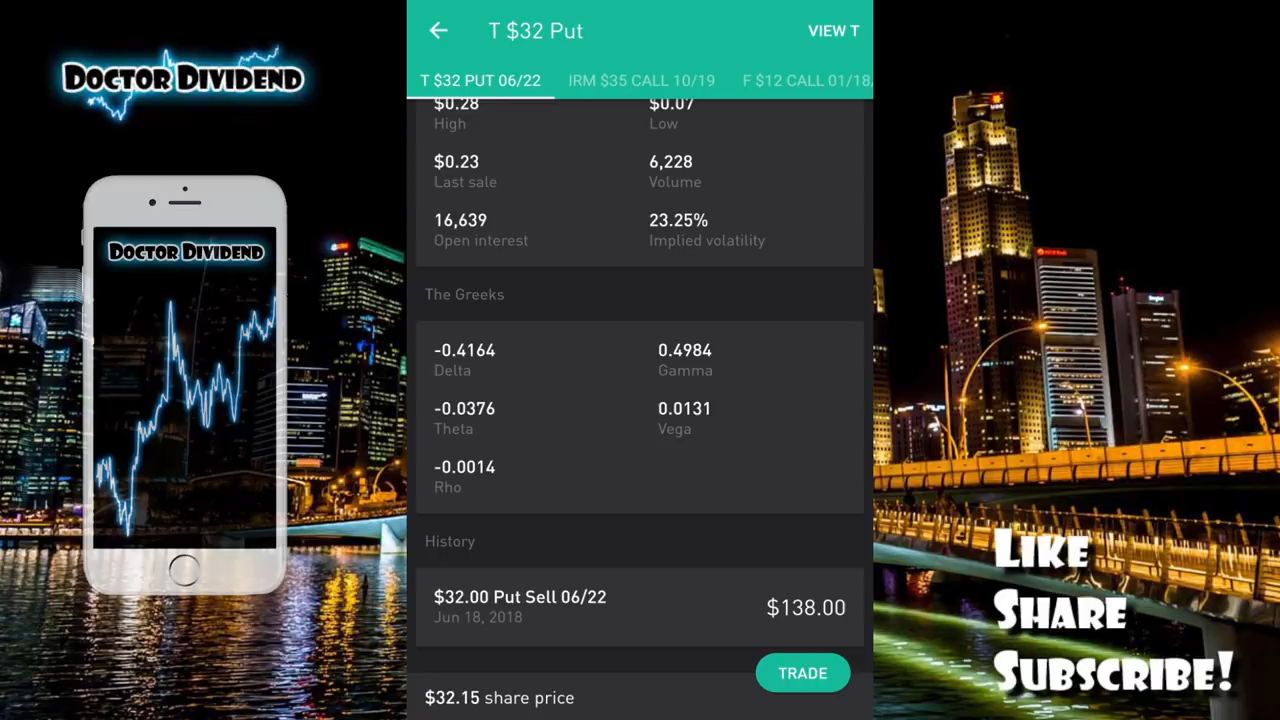 DOCTOR DIVIDEND
DOCTOR DIVIDEND
T $32 Put
VIEW T
T $32 PUT 06/22
IRM $35 CALL 10/19
F $12 CALL 01/18/
$0.28
High
$0.07
Low
$0.23
Last sale
6,228
Volume
16,639
Open interest
23.25%
Implied volatility
The Greeks
-0.4164
Delta
0.4984
Gamma
-0.0376
Theta
0.0131
Vega
-0.0014
Rho
History
$32.00 Put Sell 06/22
Jun 18, 2018
$138.00
TRADE
$32.15 share price
LIKE
SHARE
SUBSCRIBE!